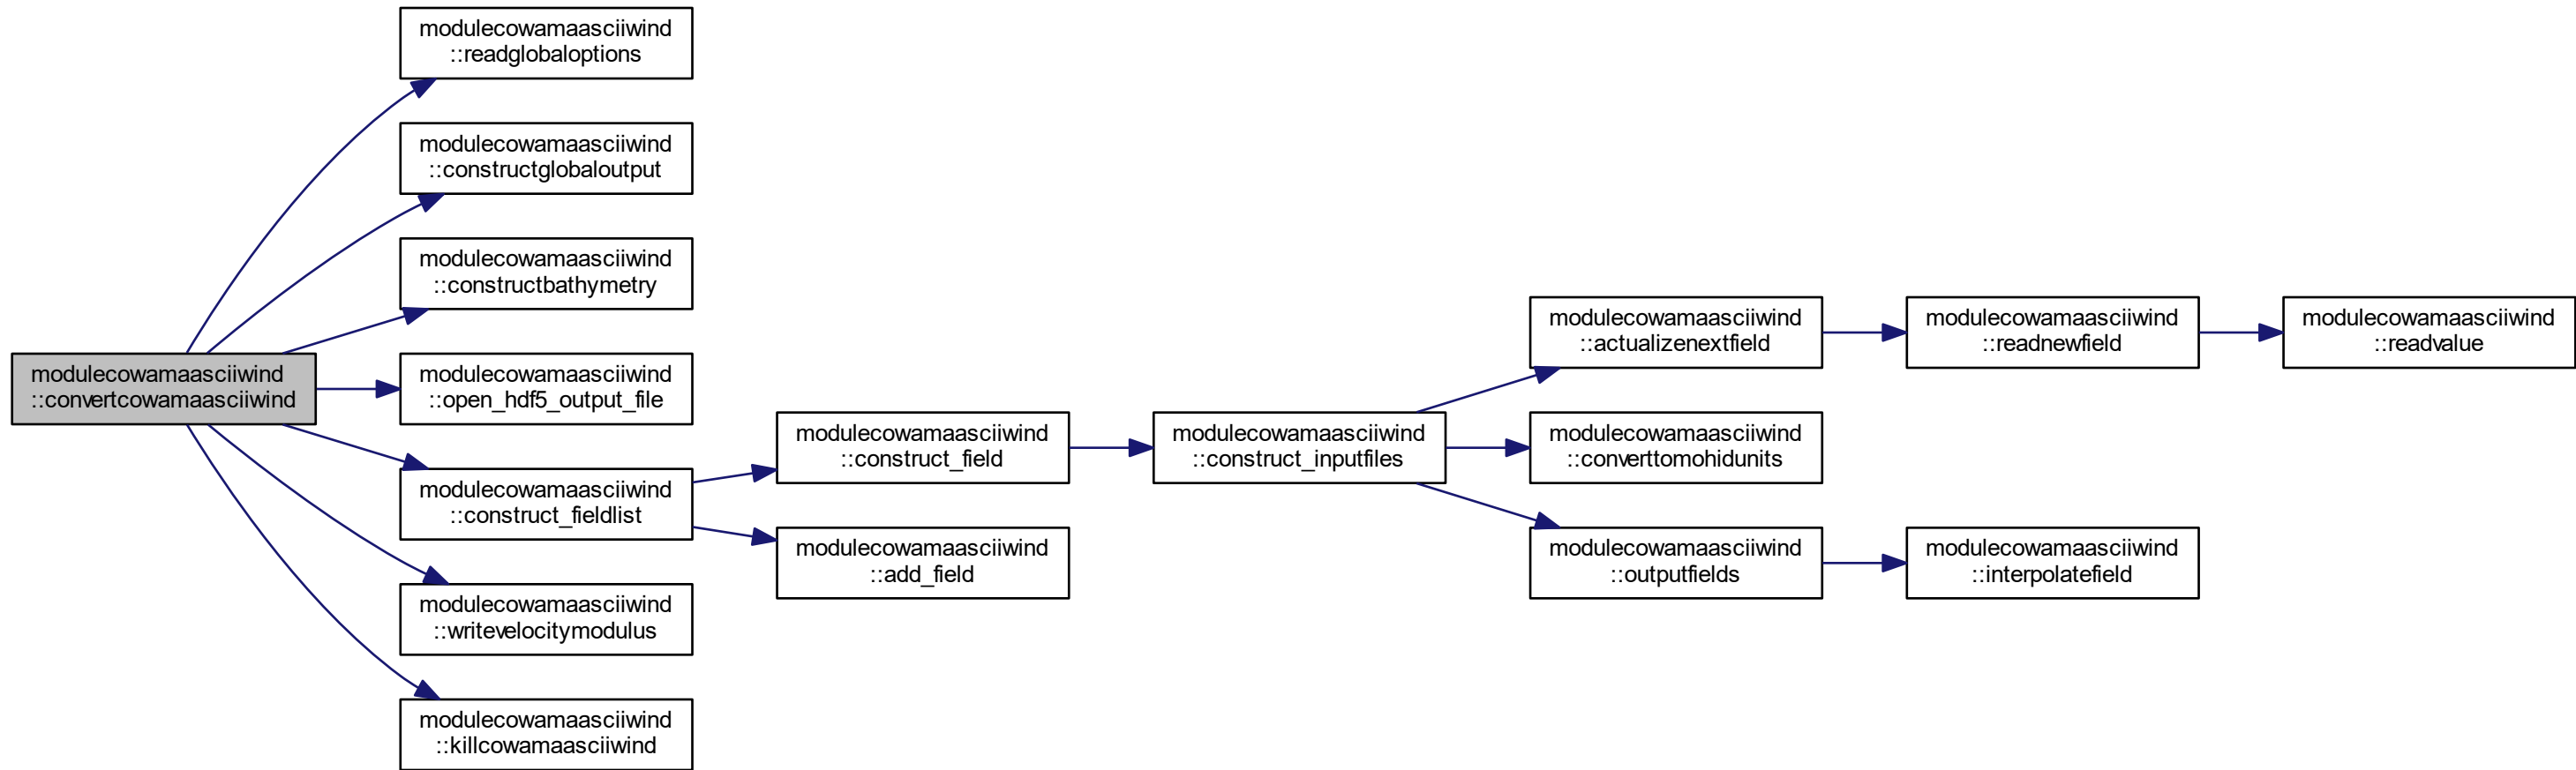 modulecowamaasciiwind
::convertcowamaasciiwind
modulecowamaasciiwind
::readglobaloptions
modulecowamaasciiwind
::constructglobaloutput
modulecowamaasciiwind
::constructbathymetry
modulecowamaasciiwind
::open_hdf5_output_file
modulecowamaasciiwind
::construct_fieldlist
modulecowamaasciiwind
::writevelocitymodulus
modulecowamaasciiwind
::killcowamaasciiwind
modulecowamaasciiwind
::construct_field
modulecowamaasciiwind
::add_field
modulecowamaasciiwind
::construct_inputfiles
modulecowamaasciiwind
::actualizenextfield
modulecowamaasciiwind
::converttomohidunits
modulecowamaasciiwind
::outputfields
modulecowamaasciiwind
::readnewfield
modulecowamaasciiwind
::interpolatefield
modulecowamaasciiwind
::readvalue